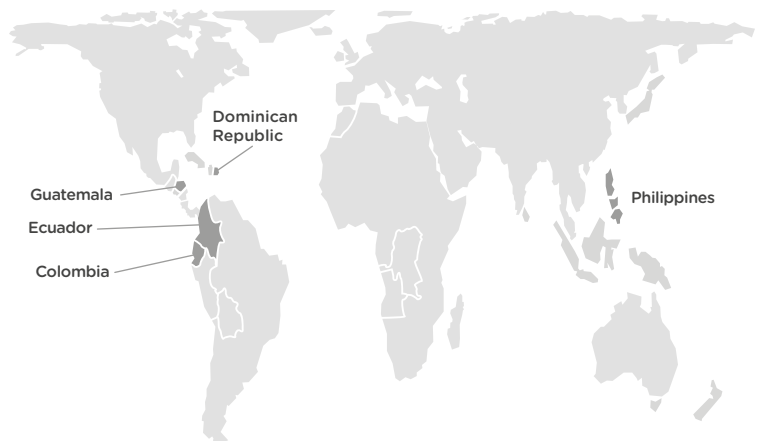 Dominican
Republic
Guatemala
Ecuador
Colombia
Philippines